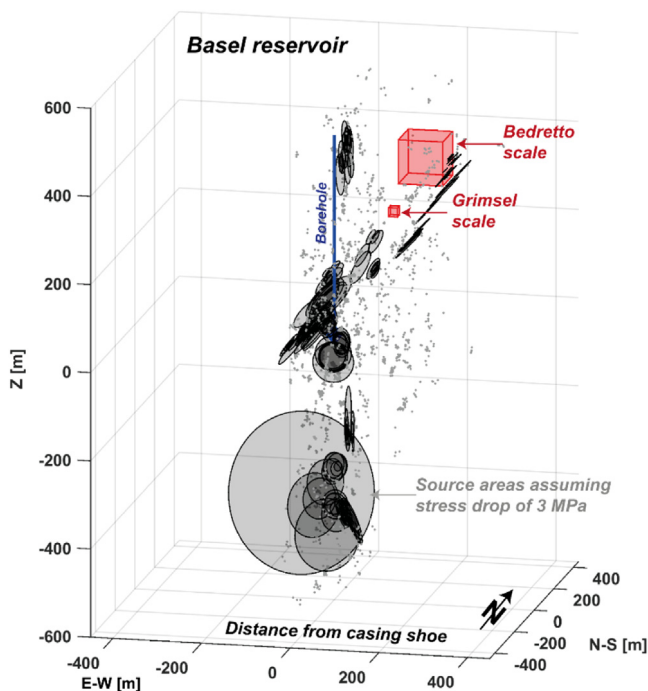 Basel reservoir
600
400
200
0
-200
-400
-600
Z [m]
Borehole
Bedretto
scale
Grimsel
scale
Source areas assuming
stress drop of 3 MPa
N
Distance from casing shoe
-400
-200
0
200
400
E-W [m]
400
200
0
-200
-400
N-S [m]